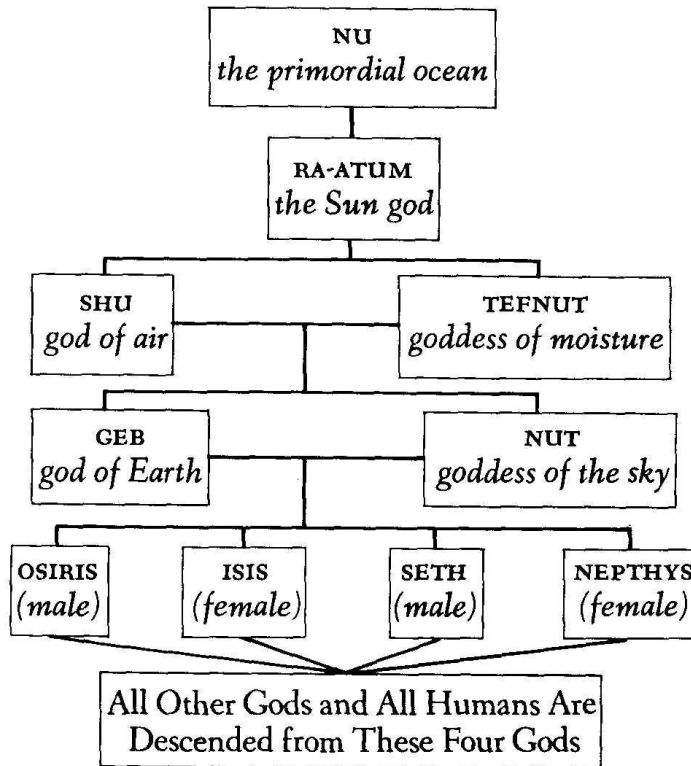 NU
the primordial ocean
RA-ATUM
the Sun god
SHU
god of air
TEFNUT
goddess of moisture
GEB
god of Earth
NUT
goddess of the sky
OSIRIS
(male)
ISIS
(female)
SETH
(male)
NEPTHYS
(female)
All Other Gods and All Humans Are
Descended from These Four Gods